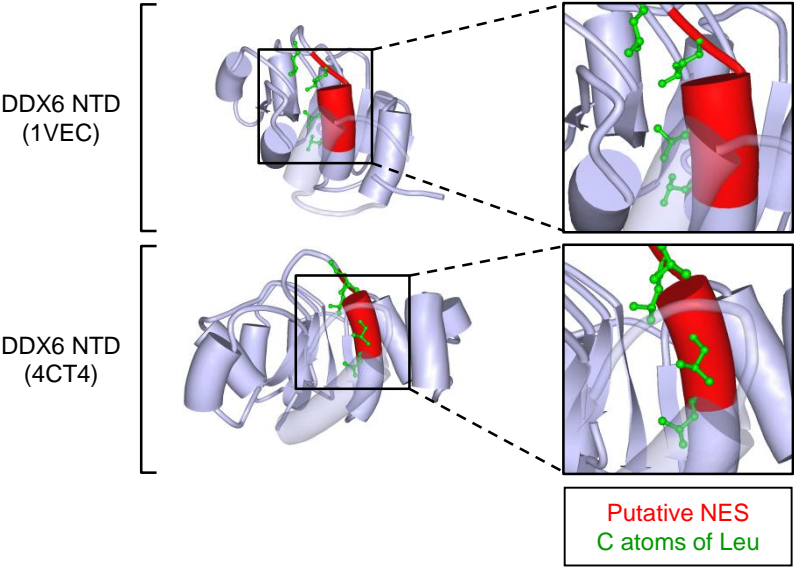 DDX6 NTD
(1VEC)
DDX6 NTD
(4CT4)
Putative NES
C atoms of Leu